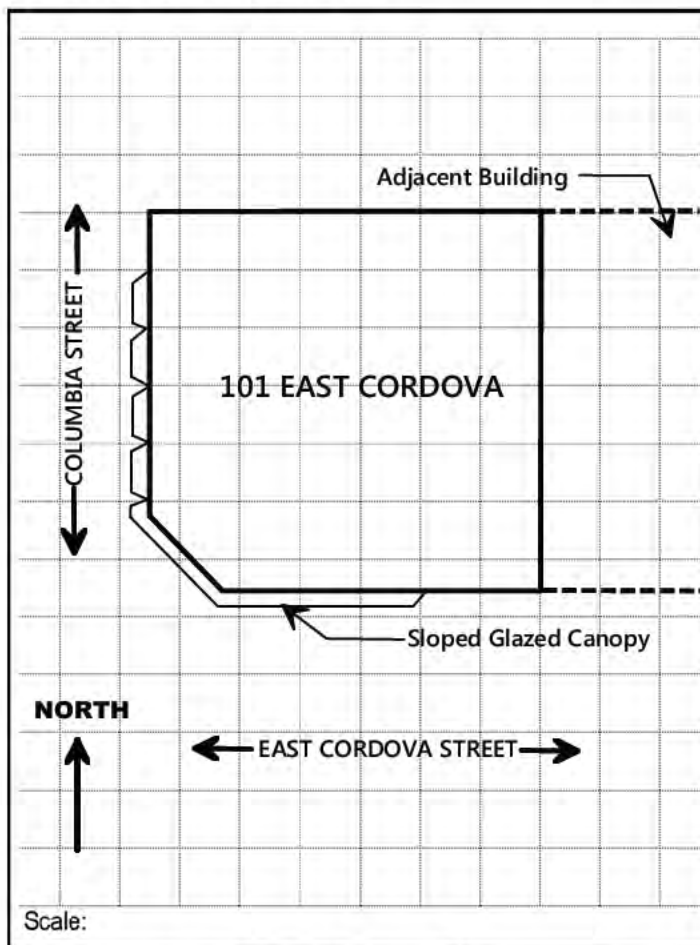 Adjacent Building
COLUMBIA STREET
101 EAST CORDOVA
Sloped Glazed Canopy
NORTH
EAST CORDOVA STREET
Scale: